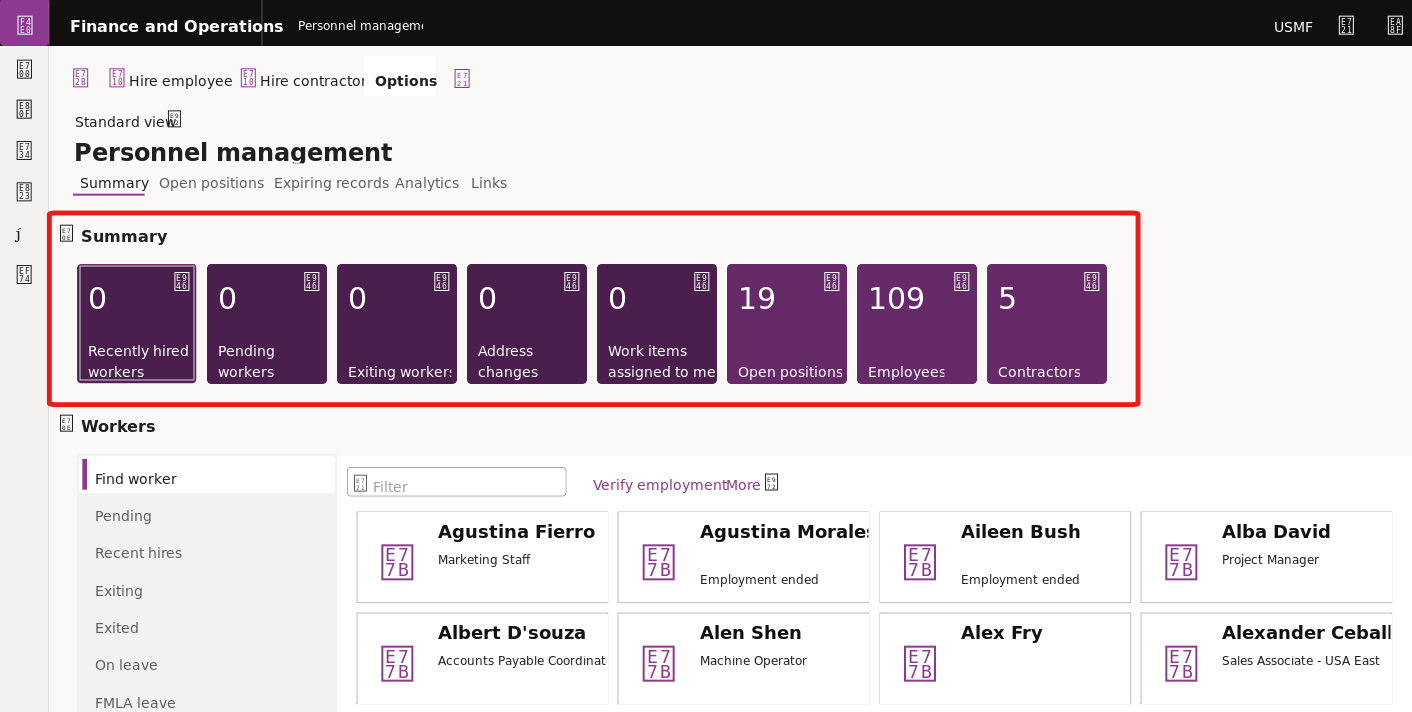 Finance and Operations
Personnel managem
USMF
Hire employee
Hire contractor
Options
Standard view
Personnel management
Summary
Open positions
Expiring records
Analytics
Links
Summary
0
Recently hired
workers
0
Pending
workers
0
Exiting workers
0
Address
changes
0
Work items
assigned to me
19
Open positions
109
Employees
5
Contractors
Workers
Find worker
Pending
Recent hires
Exiting
Exited
On leave
FMLA leave
Filter
Verify employment
More
Agustina Fierro
Marketing Staff
Agustina Morales
Employment ended
Aileen Bush
Employment ended
Alba David
Project Manager
Albert D'souza
Accounts Payable Coordinat
Alen Shen
Machine Operator
Alex Fry
Alexander Ceball
Sales Associate - USA East